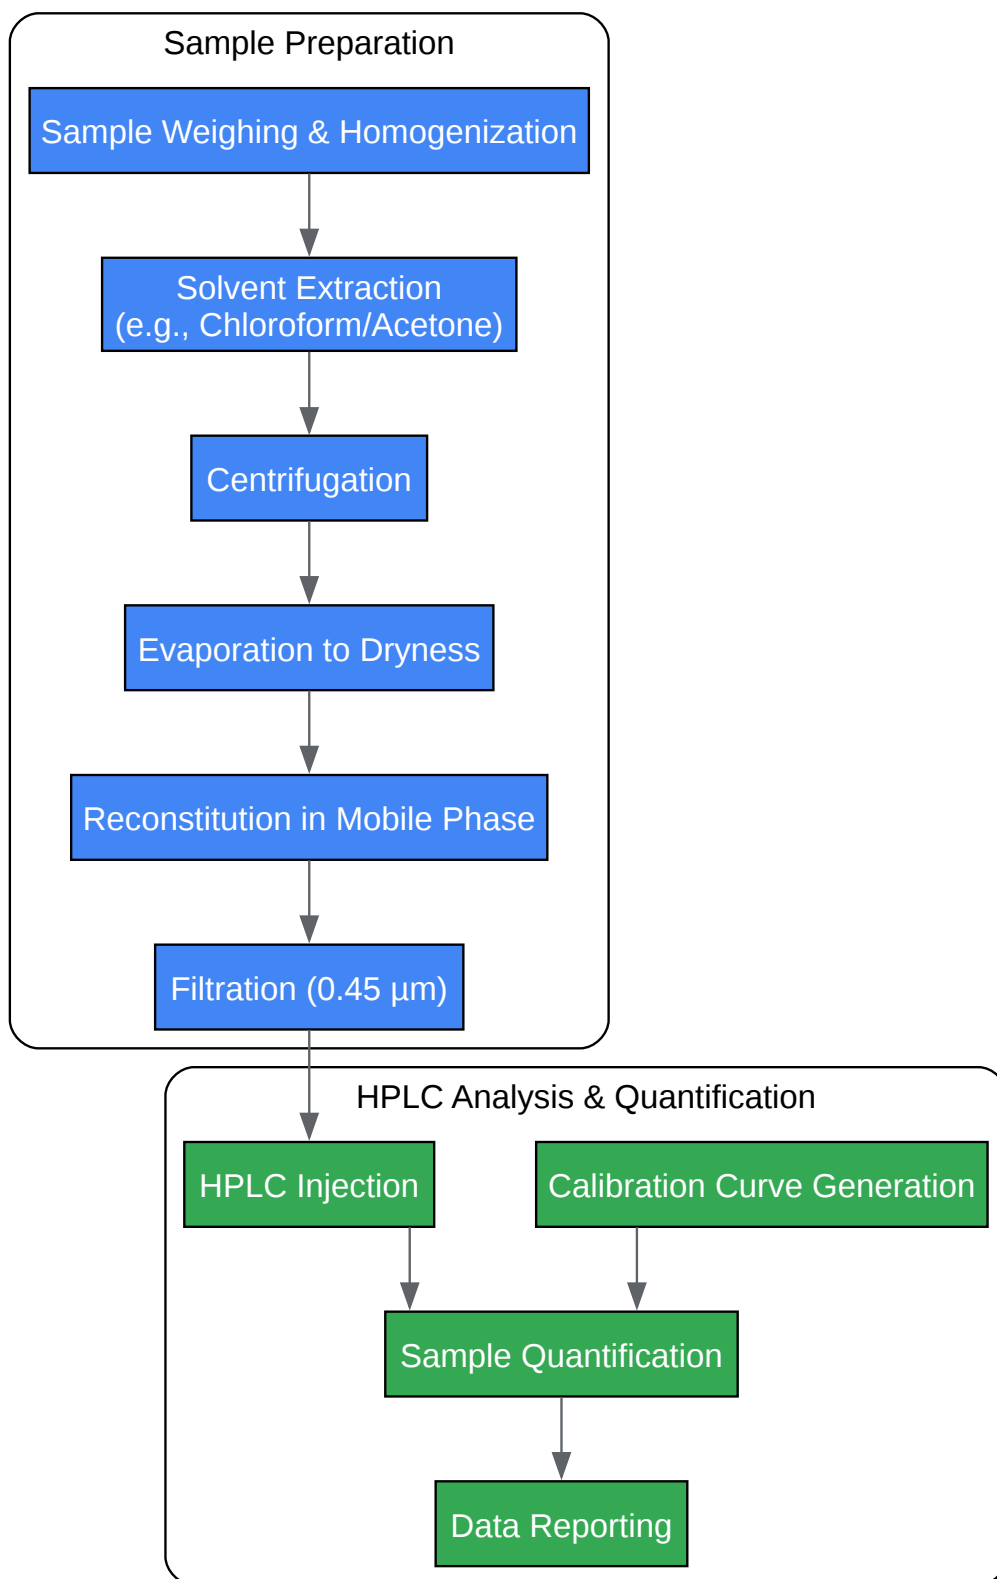 Sample Preparation
Sample Weighing & Homogenization
Solvent Extraction
(e.g., Chloroform/Acetone)
Centrifugation
Evaporation to Dryness
Reconstitution in Mobile Phase
Filtration (0.45 µm)
HPLC Analysis & Quantification
HPLC Injection
Calibration Curve Generation
Sample Quantification
Data Reporting